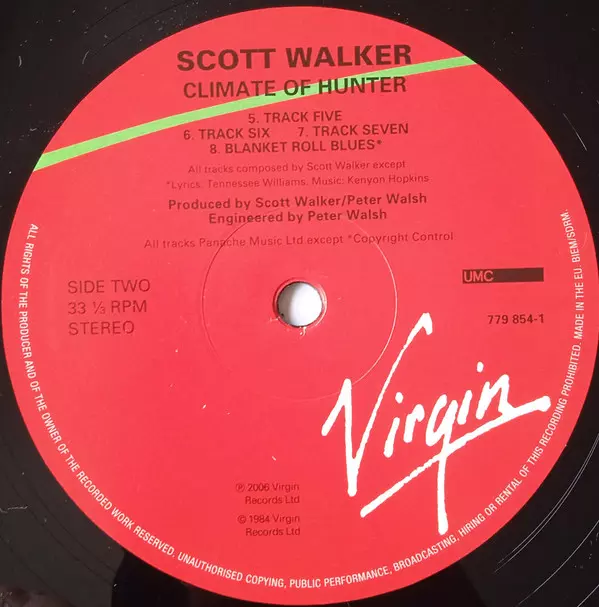 SCOTT WALKER
CLIMATE OF HUNTER
5. TRACK FIVE
6. TRACK SIX 7. TRACK SEVEN
8. BLANKET ROLL BLUES*
All tracks composed by Scott Walker except
*Lyrics: Tennessee Williams. Music: Kenyon Hopkins
Produced by Scott Walker/Peter Walsh
Engineered by Peter Walsh
All tracks Panache Music Ltd except *Copyright Control
SIDE TWO
33 ⅓ RPM
STEREO
UMC
779 854-1
Virgin
℗ 2006 Virgin
Records Ltd
© 1984 Virgin
Records Ltd
ALL RIGHTS OF THE PRODUCER AND OF THE OWNER OF THE RECORDED WORK RESERVED. UNAUTHORISED COPYING, PUBLIC PERFORMANCE, BROADCASTING, HIRING OR RENTAL OF THIS RECORDING PROHIBITED. MADE IN THE EU BIEM/SDRM.